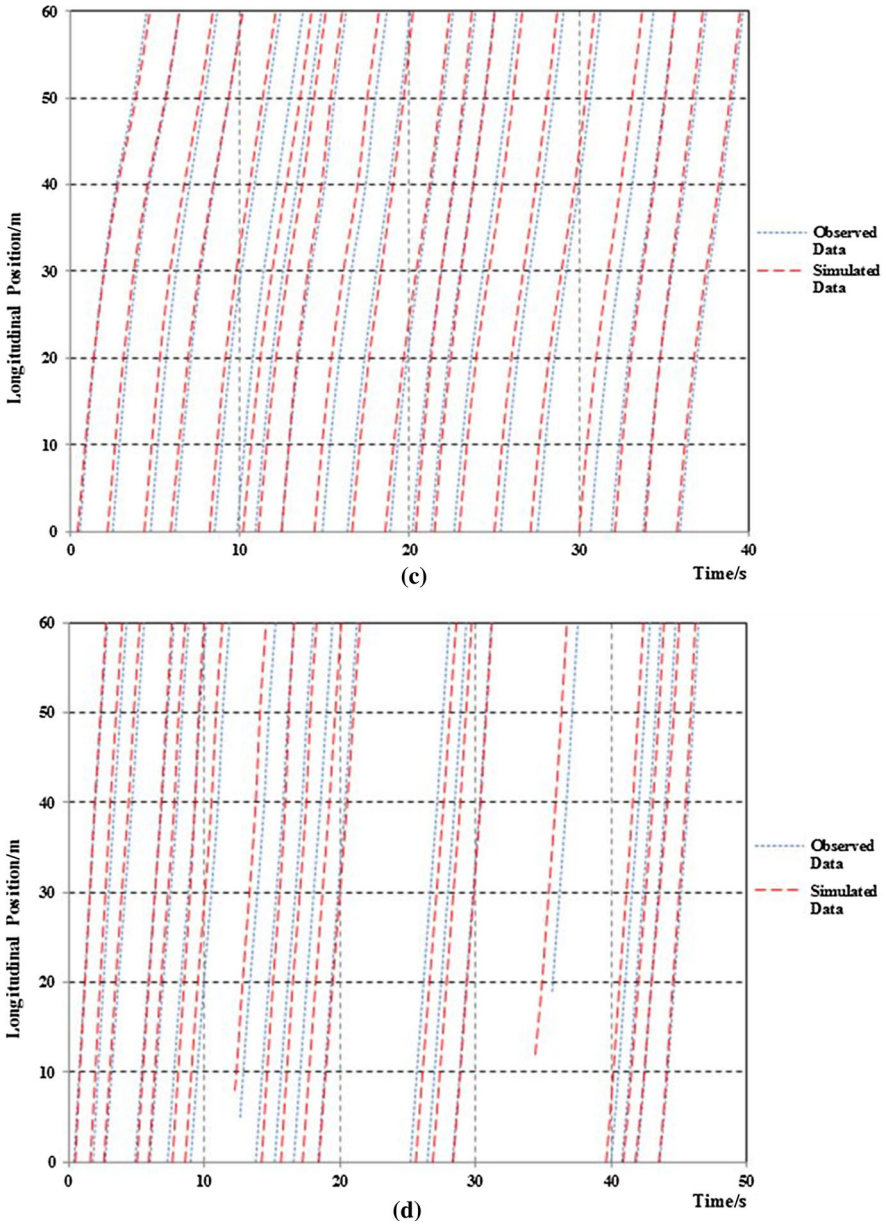 60
50
40
30
20
10
0
Longitudinal Position/m
0 10 20 30 40
Time/s
Observed
Data
Simulated
Data
(c)
60
50
40
30
20
10
0
Longitudinal Position/m
0 10 20 30 40 50
Time/s
Observed
Data
Simulated
Data
(d)